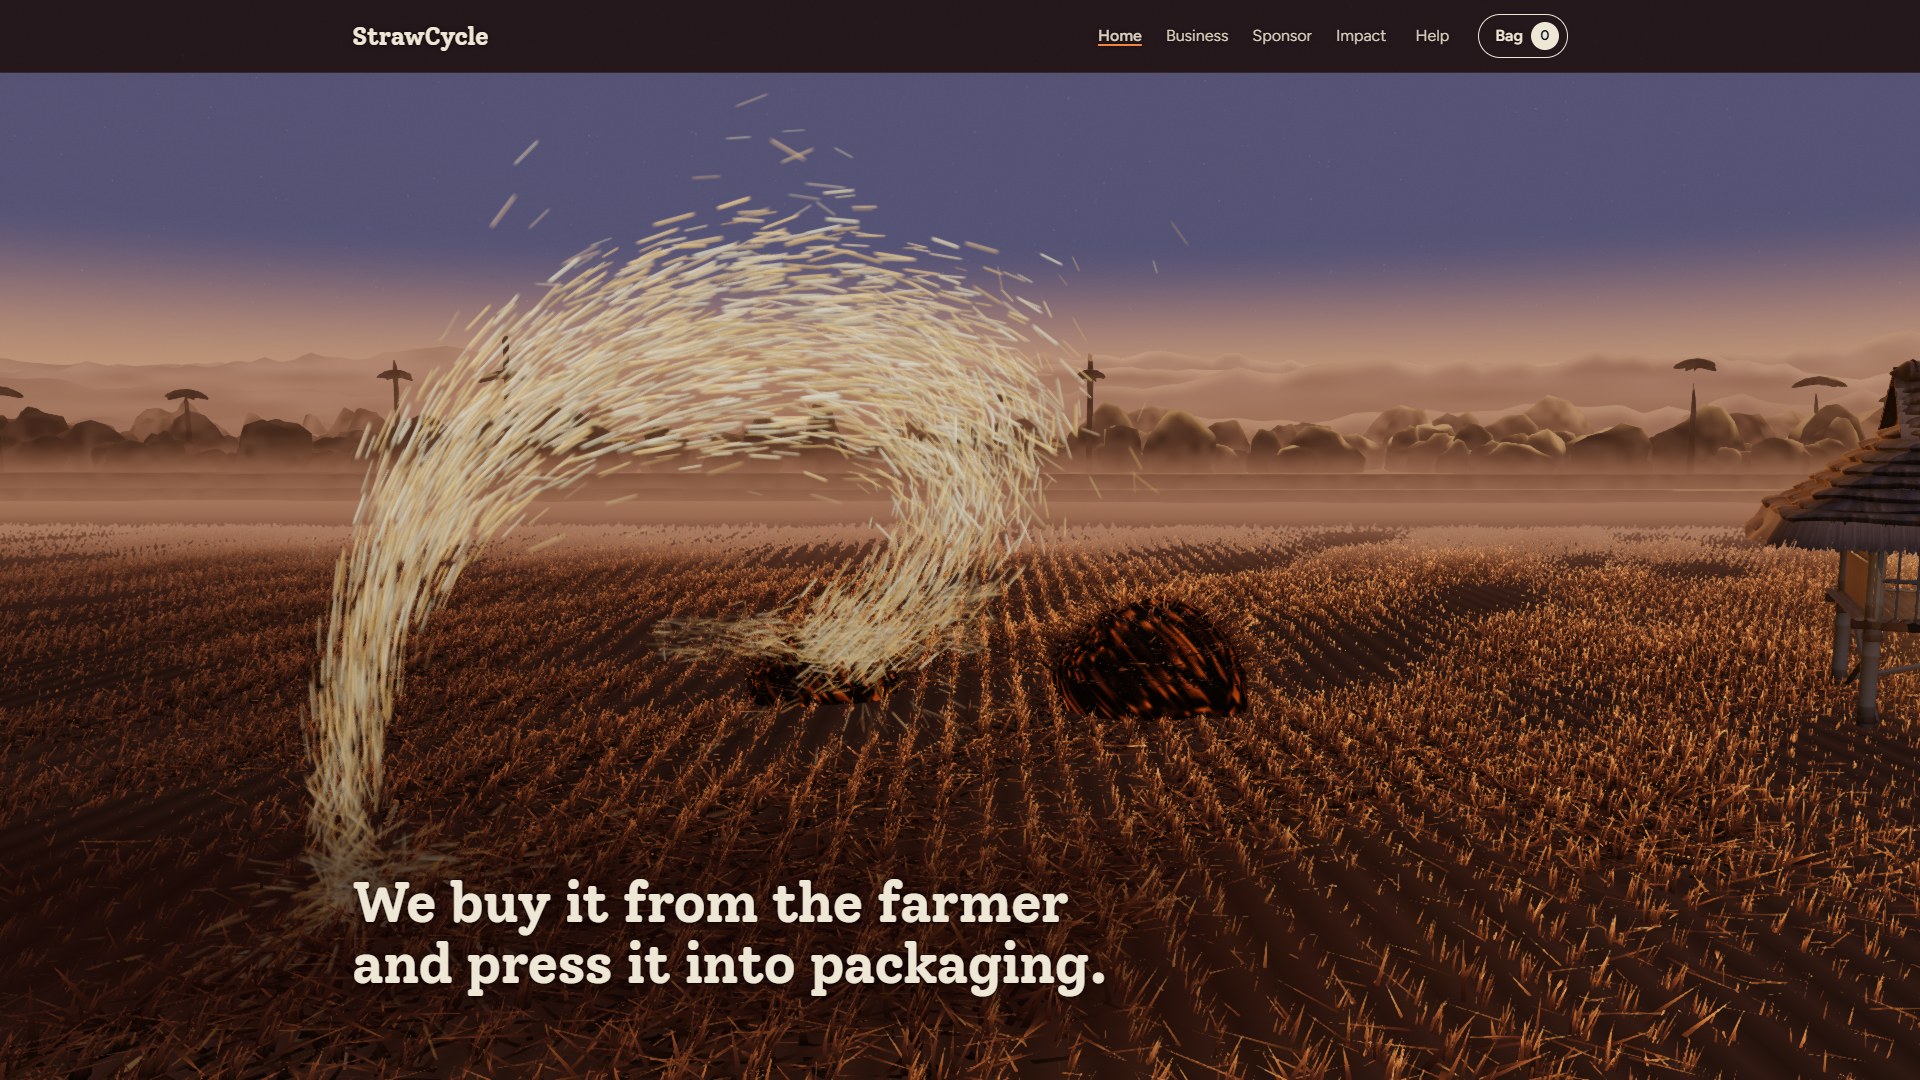 StrawCycle
Home Business Sponsor Impact Help Bag 0
We buy it from the farmer
and press it into packaging.